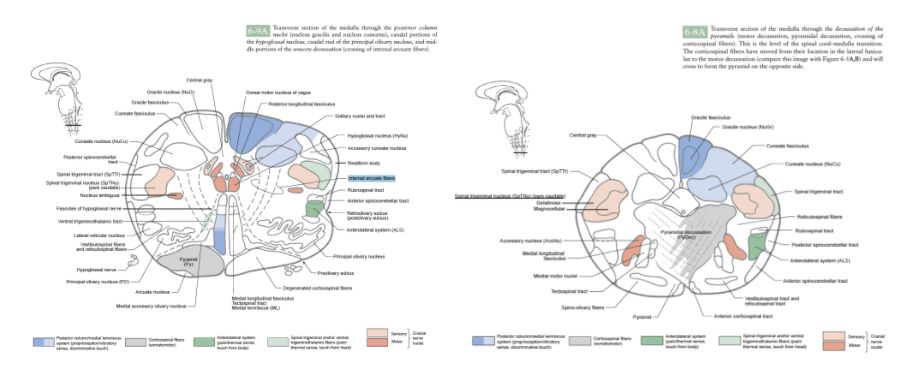 6-9A Transverse section of the medulla through the posterior column
nuclei (nucleus gracilis and nucleus cuneatus), caudal portions of
the hypoglossal nucleus, caudal end of the principal olivary nucleus, and mid-
dle portions of the sensory decussation (crossing of internal arcuate fibers).
Central gray
Gracile nucleus (NuG)
Gracile fasciculus
Cuneate fasciculus
Cuneate nucleus (NuCu)
Posterior spinocerebellar
tract
Spinal trigeminal tract (SpTTr)
Spinal trigeminal nucleus (SpTNu)
(pars caudalis)
Nucleus ambiguus
Fascicles of hypoglossal nerve
Ventral trigeminothalamic tract
Lateral reticular nucleus
Vestibulospinal fibers
and reticulospinal fibers
Hypoglossal nerve
Principal olivary nucleus (PO)
Arcuate nucleus
Medial accessory olivary nucleus
Pyramid
(Py)
Dorsal motor nucleus of vague
Posterior longitudinal fasciculus
Solitary nuclei and tract
Hypoglossal nucleus (HyNu)
Accessory cuneate nucleus
Restiform body
Internal arcuate fibers
Rubrospinal tract
Anterior spinocerebellar tract
Retroolivary sulcus
(postolivary sulcus)
Anterolateral system (ALS)
Principal olivary nucleus
Preolivary sulcus
Degenerated corticospinal fibers
Medial longitudinal fasciculus
Tectospinal tract
Medial lemniscus (ML)
Posterior column/medial lemniscus
system (proprioception/vibratory
sense, discriminative touch)
Corticospinal fibers
(somatomotor)
Anterolateral system
(pain/thermal sense,
touch from body)
Spinal trigeminal and/or ventral
trigeminothalamic fibers (pain/
thermal sense, touch from head)
Sensory
Motor
Cranial
nerve
nuclei
6-8A Transverse section of the medulla through the decussation of the
pyramids (motor decussation, pyramidal decussation, crossing of
corticospinal fibers). This is the level of the spinal cord-medulla transition.
The corticospinal fibers have moved from their location in the lateral funicu-
lus to the motor decussation (compare this image with Figure 6-5A,B) and will
cross to form the pyramid on the opposite side.
Central gray
Spinal trigeminal tract (SpTTr)
Spinal trigeminal nucleus (SpTNu) (pars caudalis)
Gelatinosa
Magnocellular
Accessory nucleus (AccNu)
Medial longitudinal
fasciculus
Medial motor nuclei
Tectospinal tract
Spino-olivary fibers
Pyramid
Pyramidal decussation
(PyDec)
Gracile fasciculus
Gracile nucleus (NuGr)
Cuneate fasciculus
Cuneate nucleus (NuCu)
Spinal trigeminal tract
Reticulospinal fibers
Rubrospinal tract
Posterior spinocerebellar tract
Anterolateral system (ALS)
Anterior spinocerebellar tract
Vestibulospinal tract and
reticulospinal tract
Anterior corticospinal tract
Posterior column/medial lemniscus
system (proprioception/vibratory
sense, discriminative touch)
Corticospinal fibers
(somatomotor)
Anterolateral system
(pain/thermal sense,
touch from body)
Spinal trigeminal and/or ventral
trigeminothalamic fibers (pain/
thermal sense, touch from head)
Sensory
Motor
Cranial
nerve
nuclei